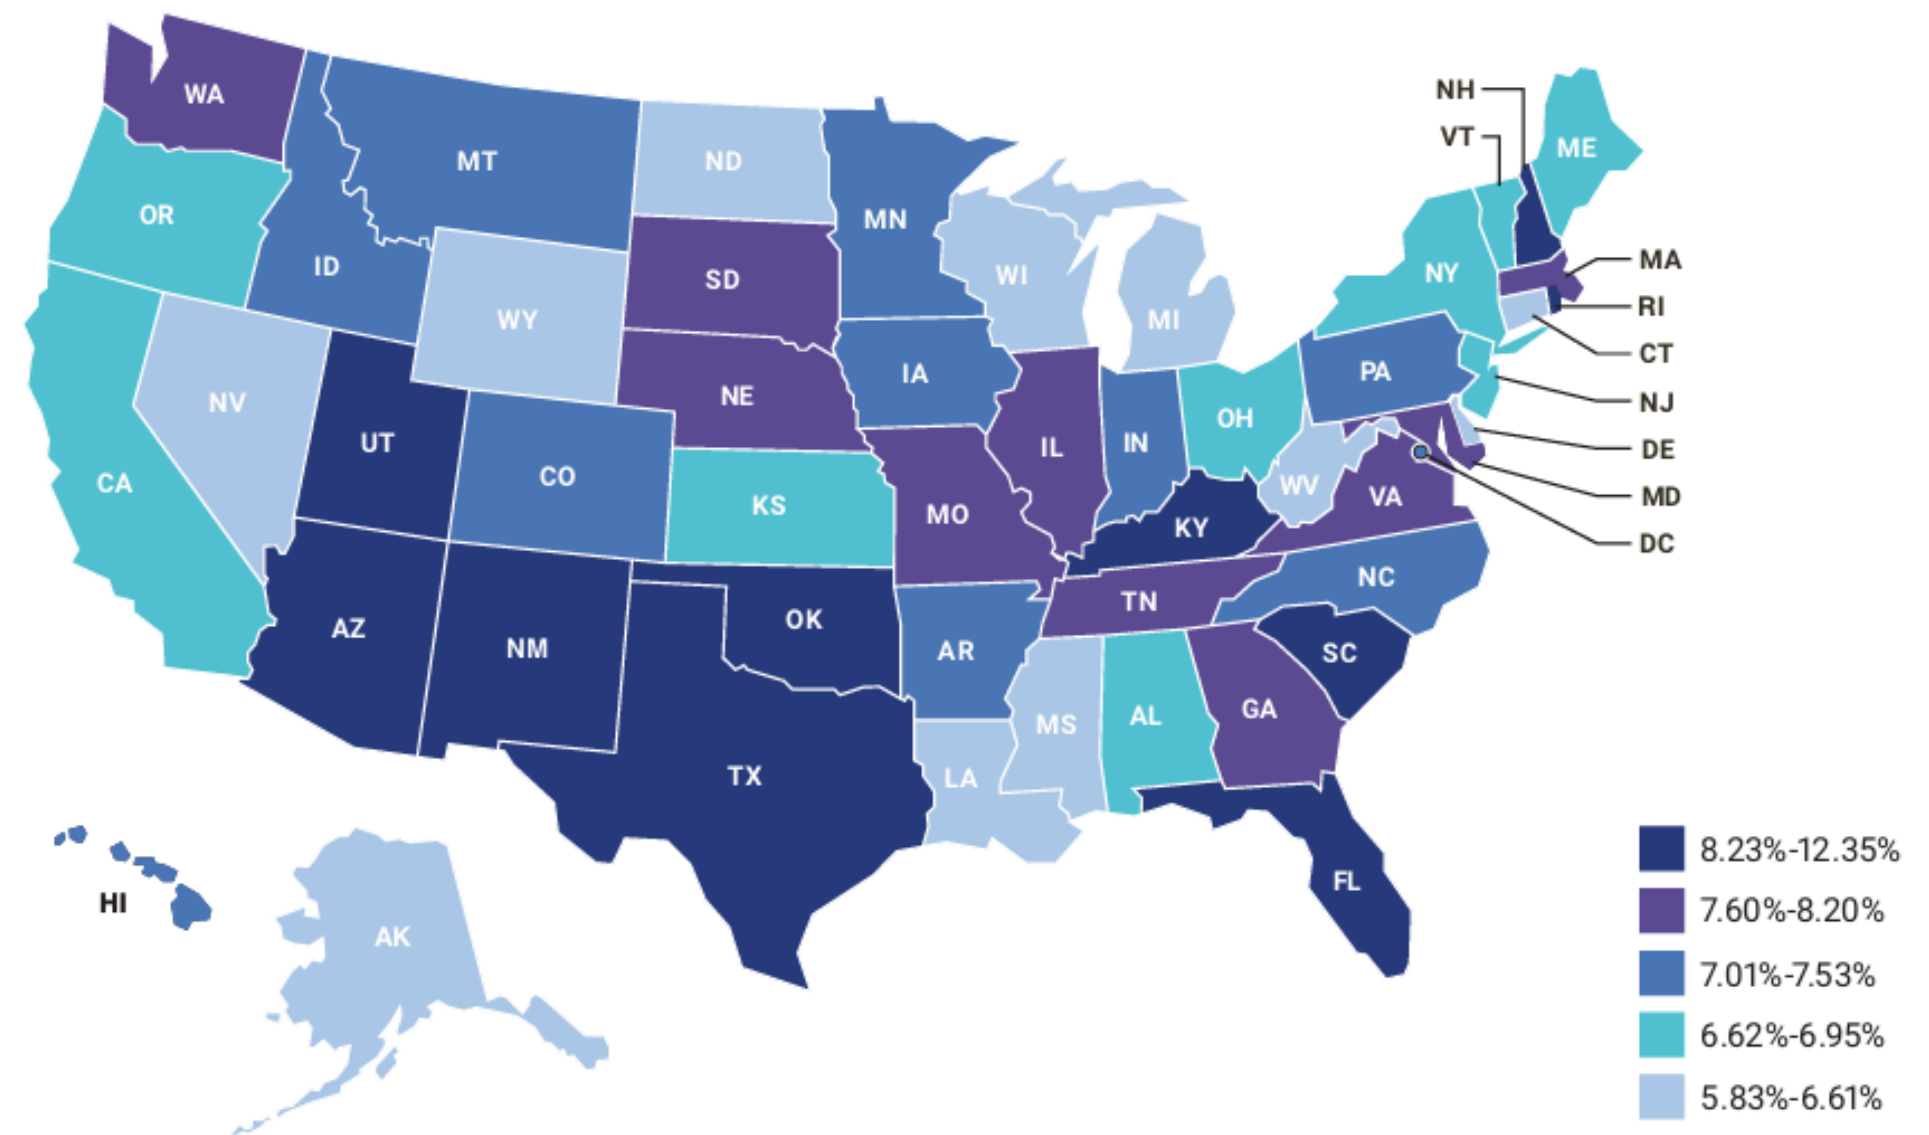 WA
MT
ND
MN
OR
ID
SD
WI
WY
MI
NV
NE
IA
UT
CO
CA
KS
MO
IL
IN
OH
PA
NY
NH
VT
ME
MA
RI
CT
NJ
DE
MD
DC
WV
VA
KY
NC
TN
AZ
NM
OK
AR
SC
MS
AL
GA
TX
LA
FL
HI
AK
8.23%-12.35%
7.60%-8.20%
7.01%-7.53%
6.62%-6.95%
5.83%-6.61%